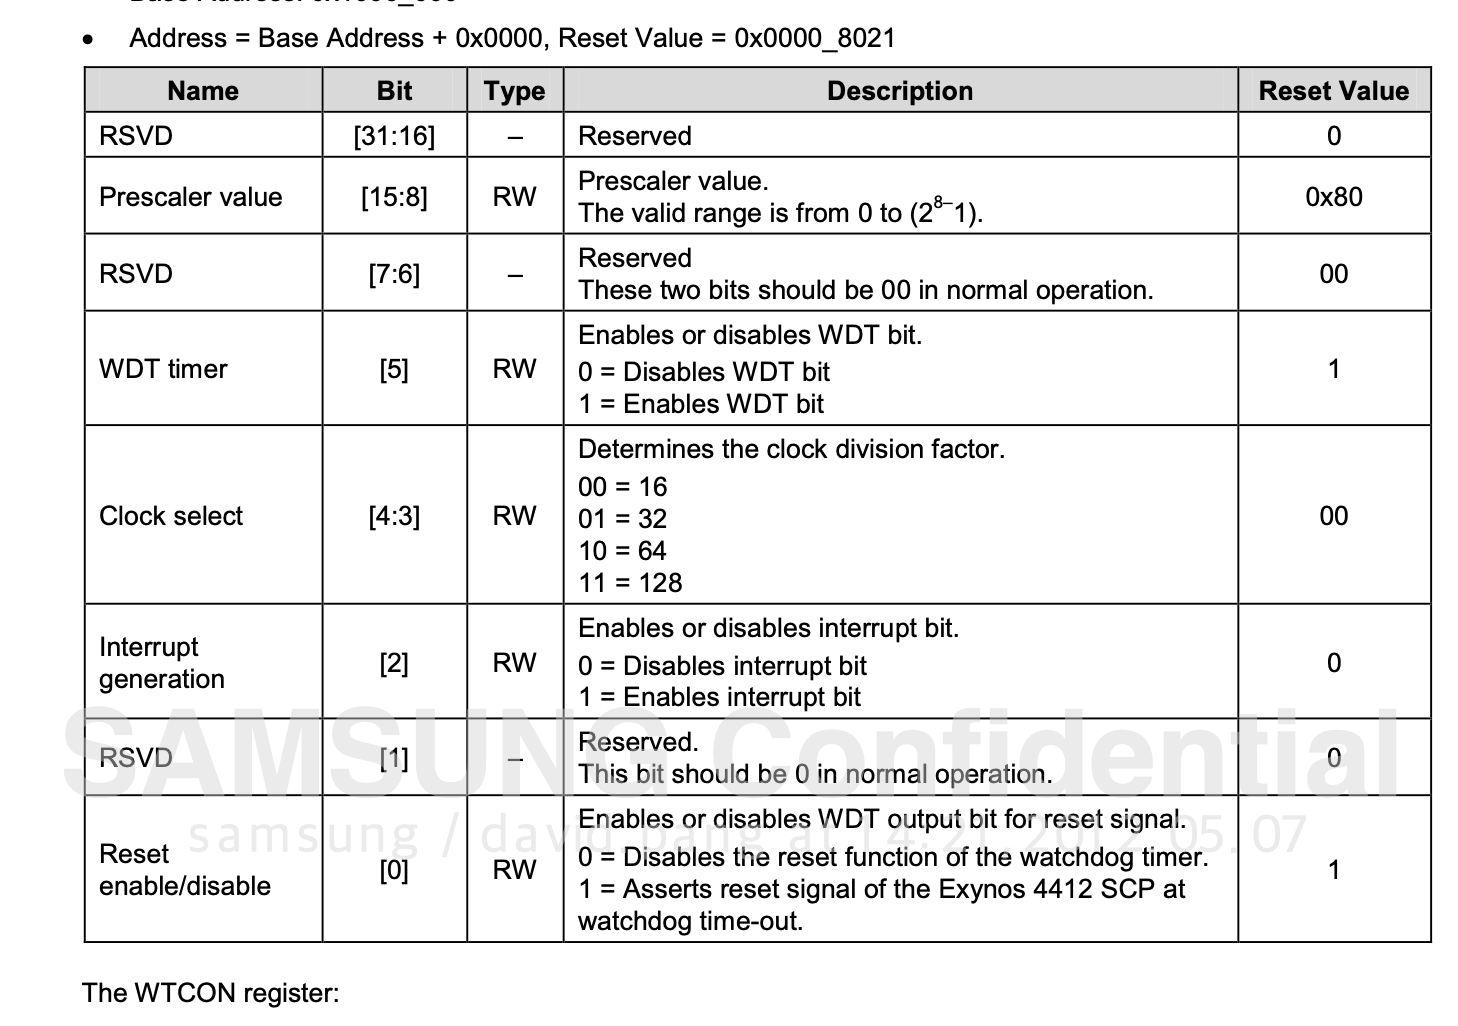 • Address = Base Address + 0x0000, Reset Value = 0x0000_8021
Name Bit Type Description Reset Value
RSVD [31:16] – Reserved 0
Prescaler value [15:8] RW Prescaler value. 0x80
The valid range is from 0 to (2^8–1).
RSVD [7:6] – Reserved 00
These two bits should be 00 in normal operation.
WDT timer [5] RW Enables or disables WDT bit. 1
0 = Disables WDT bit
1 = Enables WDT bit
Clock select [4:3] RW Determines the clock division factor. 00
00 = 16
01 = 32
10 = 64
11 = 128
Interrupt
generation [2] RW Enables or disables interrupt bit. 0
0 = Disables interrupt bit
1 = Enables interrupt bit
SAMSUNG Confidential
RSVD [1] – Reserved. 0
This bit should be 0 in normal operation.
samsung / david.pang at 14:21, 2012.05.07
Reset
enable/disable [0] RW Enables or disables WDT output bit for reset signal. 1
0 = Disables the reset function of the watchdog timer.
1 = Asserts reset signal of the Exynos 4412 SCP at
watchdog time-out.
The WTCON register: